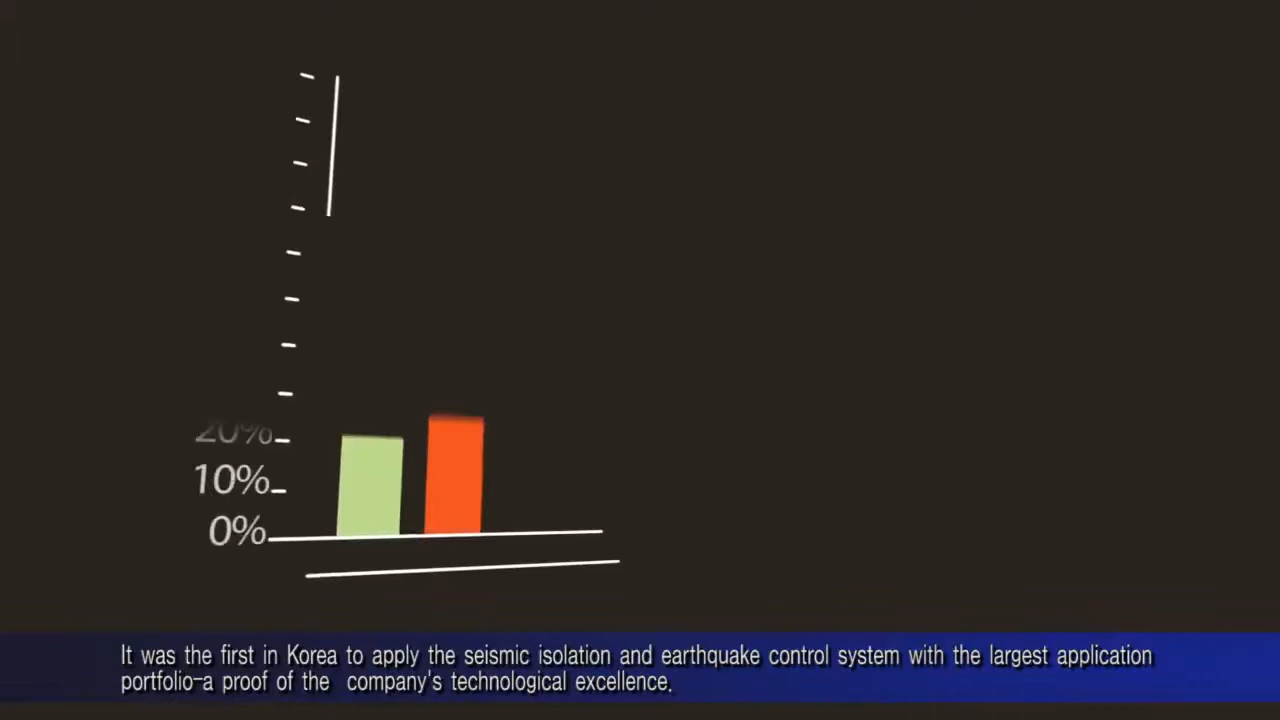 20%
10%
0%
It was the first in Korea to apply the seismic isolation and earthquake control system with the largest application
portfolio-a proof of the company's technological excellence.